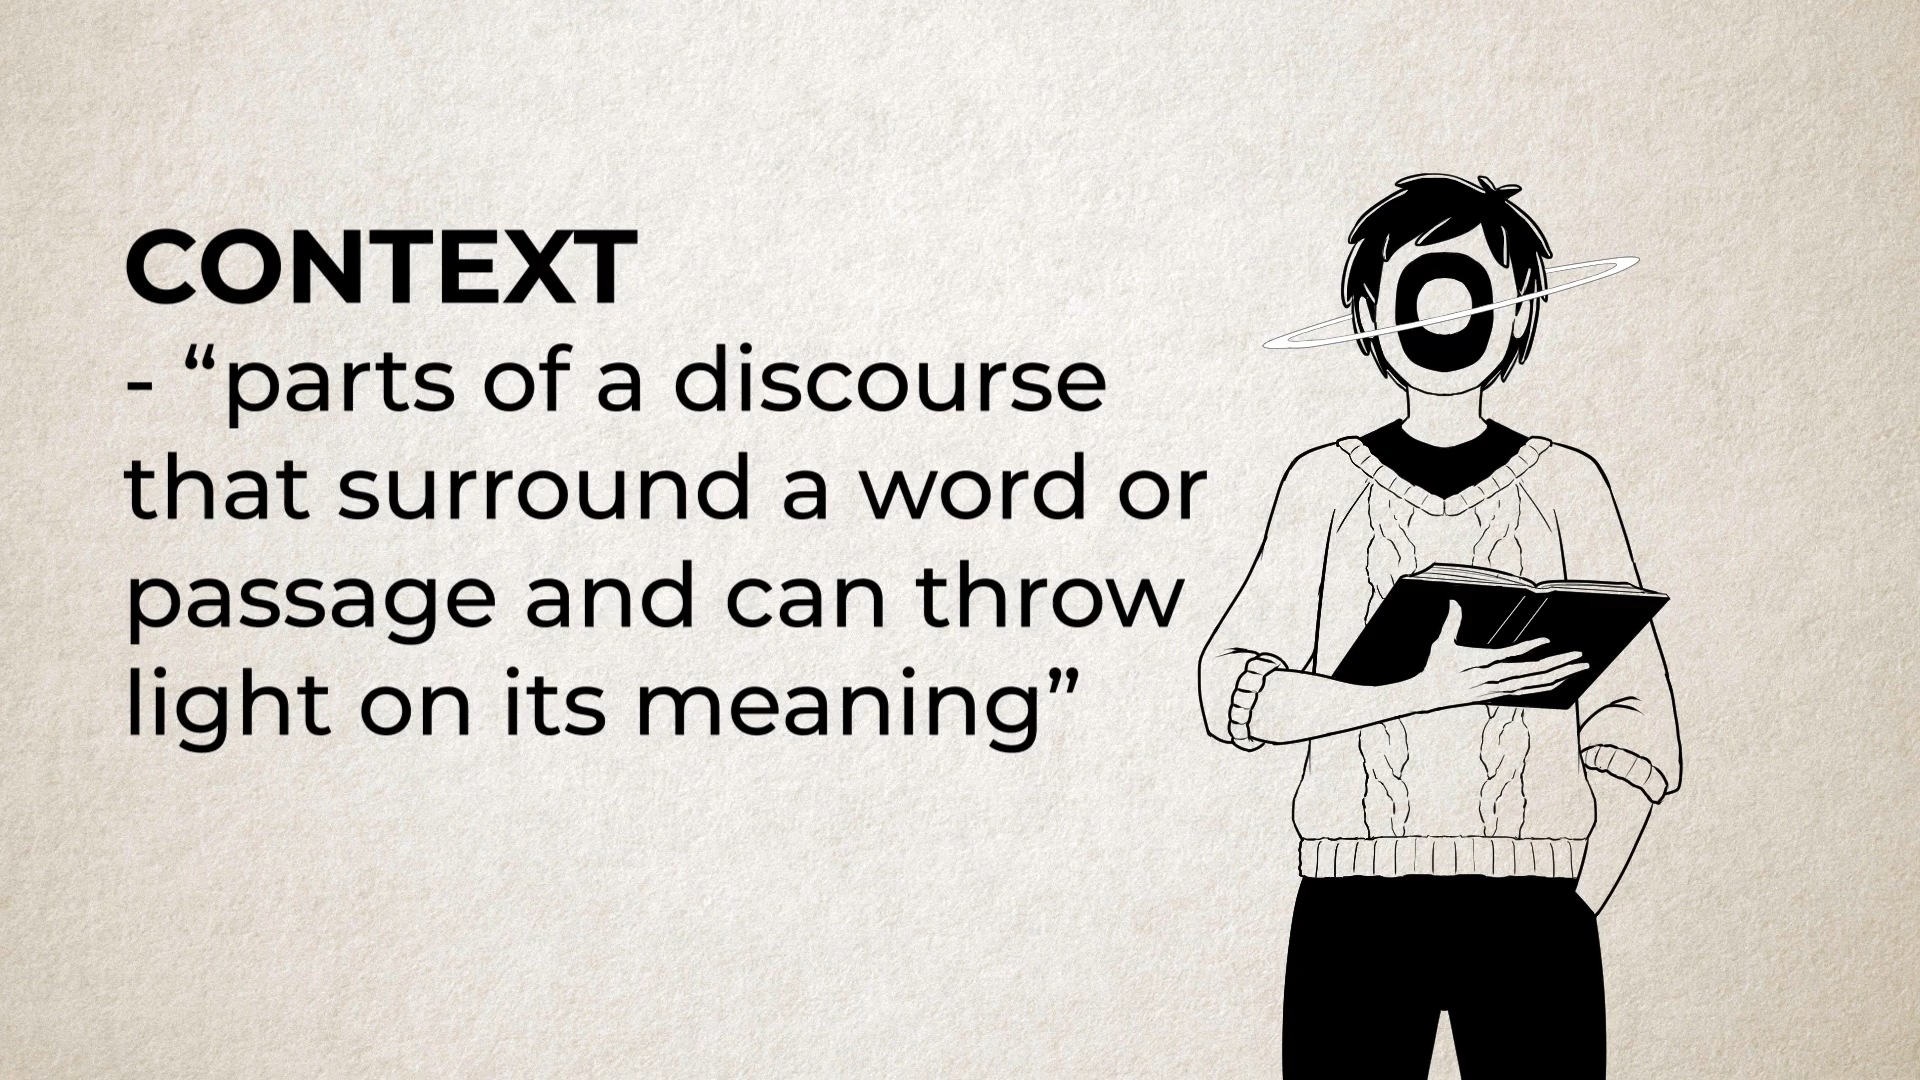 CONTEXT
- “parts of a discourse
that surround a word or
passage and can throw
light on its meaning”